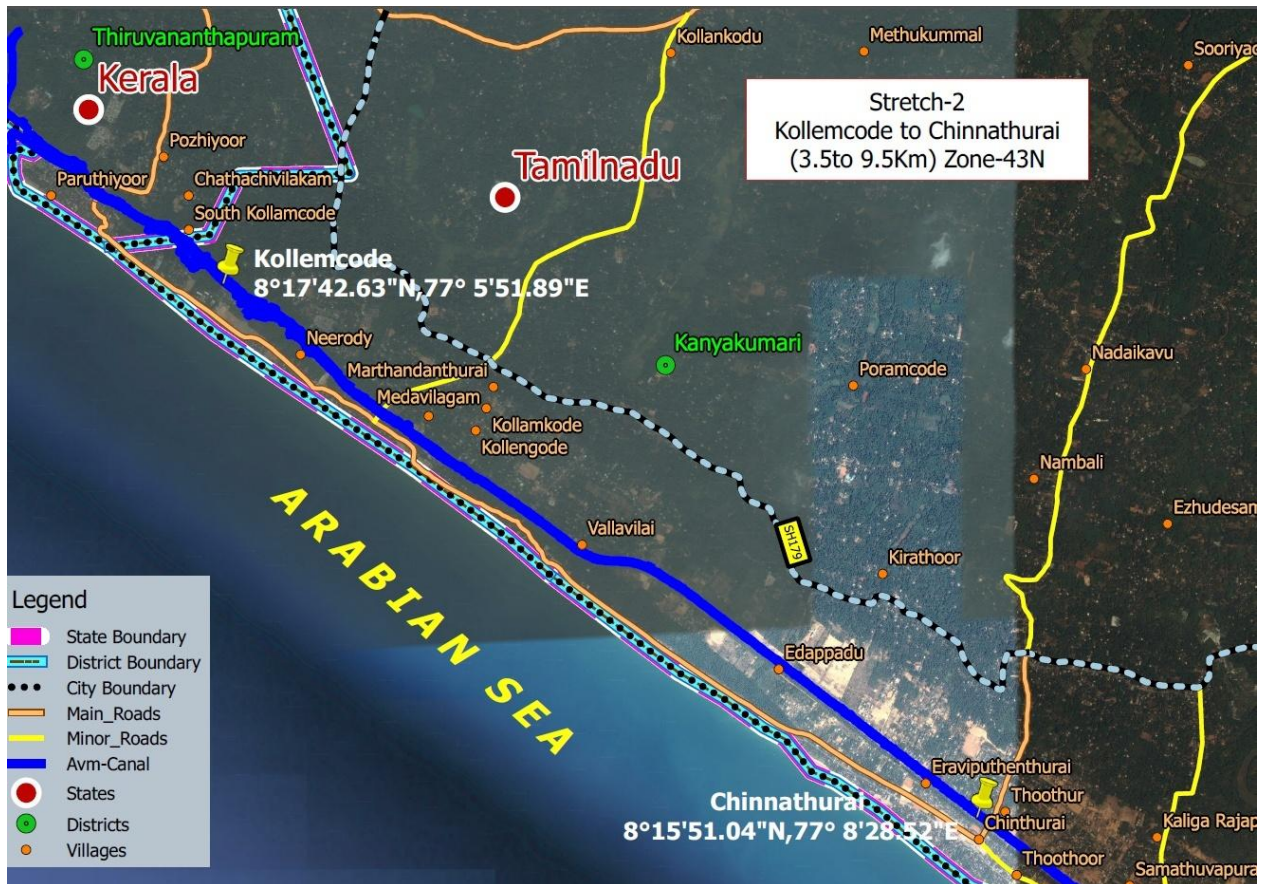 Thiruvananthapuram
Kerala
Kollankodu
Methukummal
Sooriyac
Stretch-2
Kollemcode to Chinnathurai
(3.5to 9.5Km) Zone-43N
Pozhiyoor
Tamilnadu
Paruthiyoor
Chathachivilakam
South Kollamcode
Kollemcode
8°17'42.63"N,77° 5'51.89"E
Neerody
Kanyakumari
Nadaikavu
Marthandanthurai
Poramcode
Medavilagam
Kollamkode
Kollengode
Nambali
ARABIAN SEA
Vallavilai
SH179
Ezhudesam
Kirathoor
Legend
State Boundary
District Boundary
City Boundary
Main_Roads
Minor_Roads
Avm-Canal
States
Districts
Villages
Edappadu
Eraviputhenthurai
Chinnathurai
8°15'51.04"N,77° 8'28.52"E
Thoothur
Chinthurai
Kaliga Rajap
Thoothoor
Samathuvapura